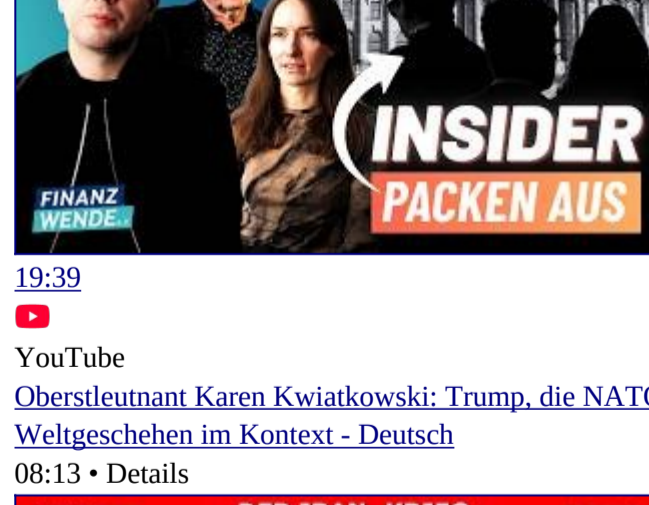 INSIDER
PACKEN AUS
FINANZ
WENDE
19:39
YouTube
Oberstleutnant Karen Kwiatkowski: Trump, die NATO
Weltgeschehen im Kontext - Deutsch
08:13 • Details